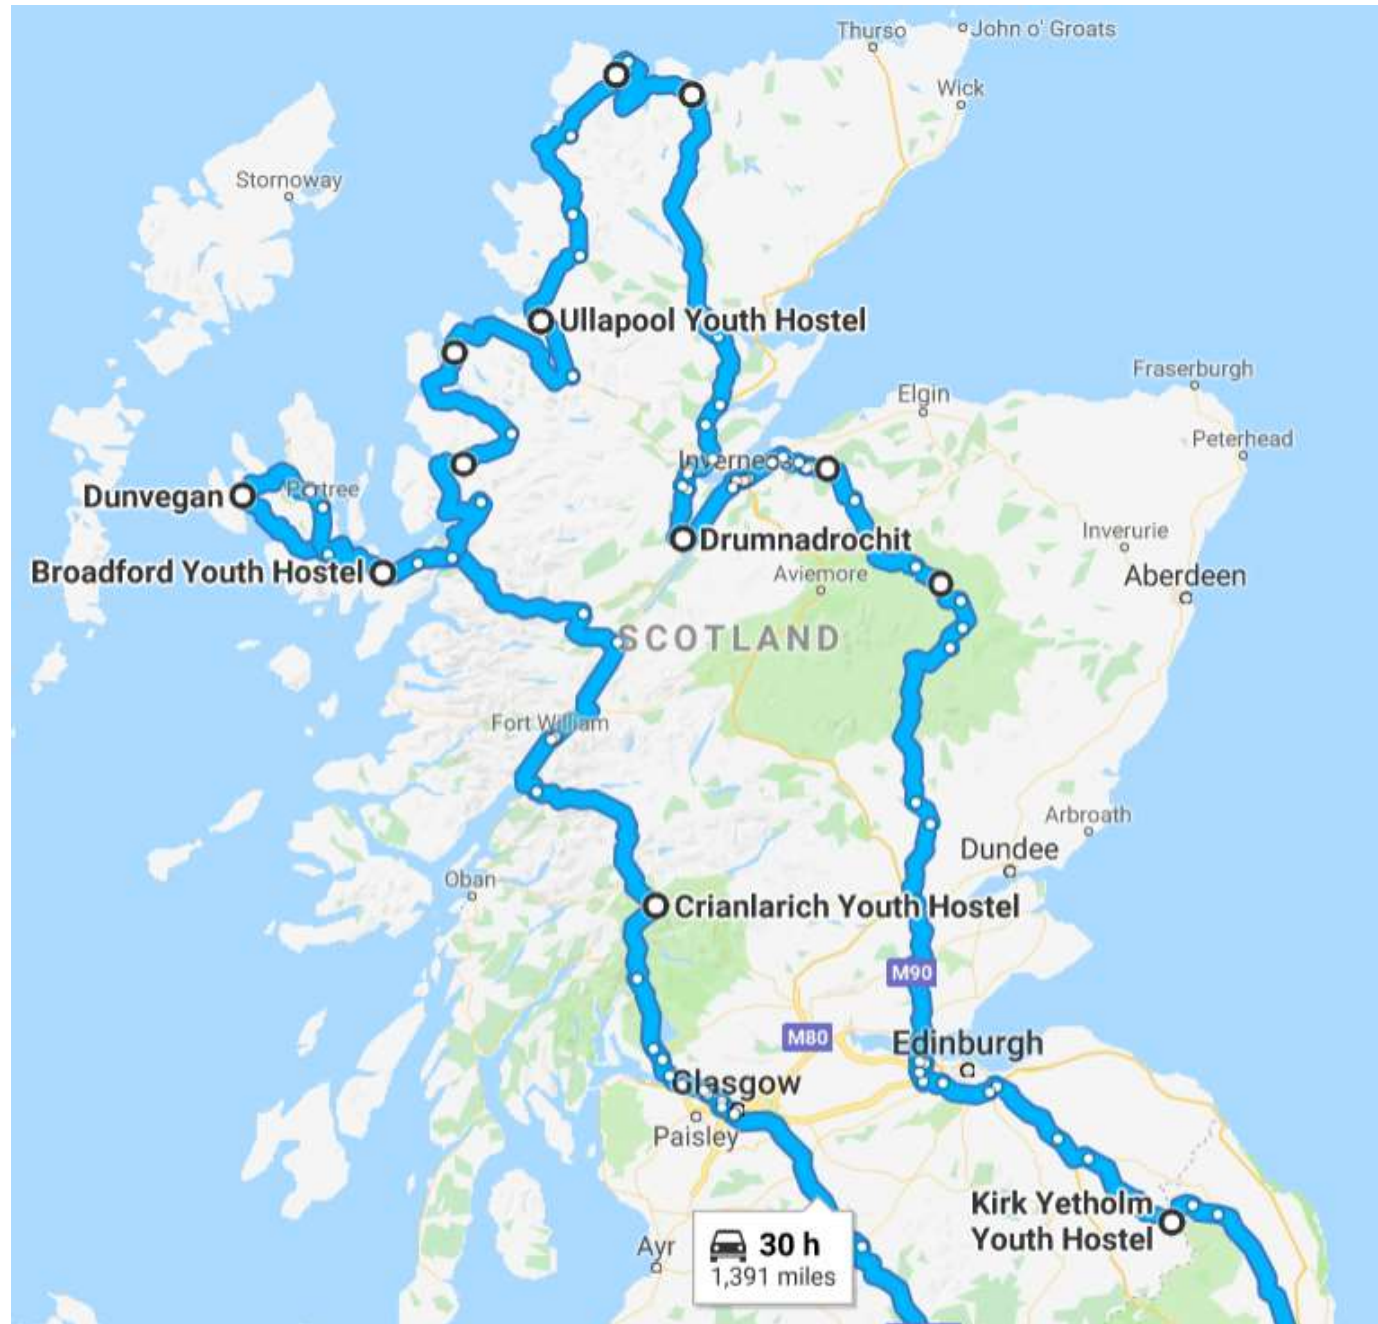 Thurso
John o' Groats
Wick
Stornoway
Ullapool Youth Hostel
Fraserburgh
Elgin
Peterhead
Inverness
Dunvegan
Portree
Drumnadrochit
Inverurie
Broadford Youth Hostel
Aviemore
Aberdeen
SCOTLAND
Fort William
Arbroath
Dundee
Oban
Crianlarich Youth Hostel
M90
M80
Edinburgh
Glasgow
Paisley
Kirk Yetholm
Youth Hostel
Ayr
30 h
1,391 miles